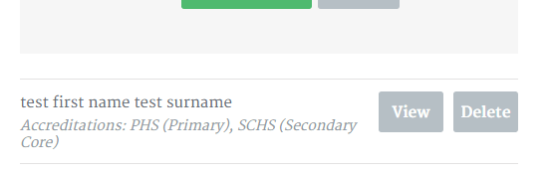 test first name test surname
Accreditations: PHS (Primary), SCHS (Secondary
Core)
View
Delete